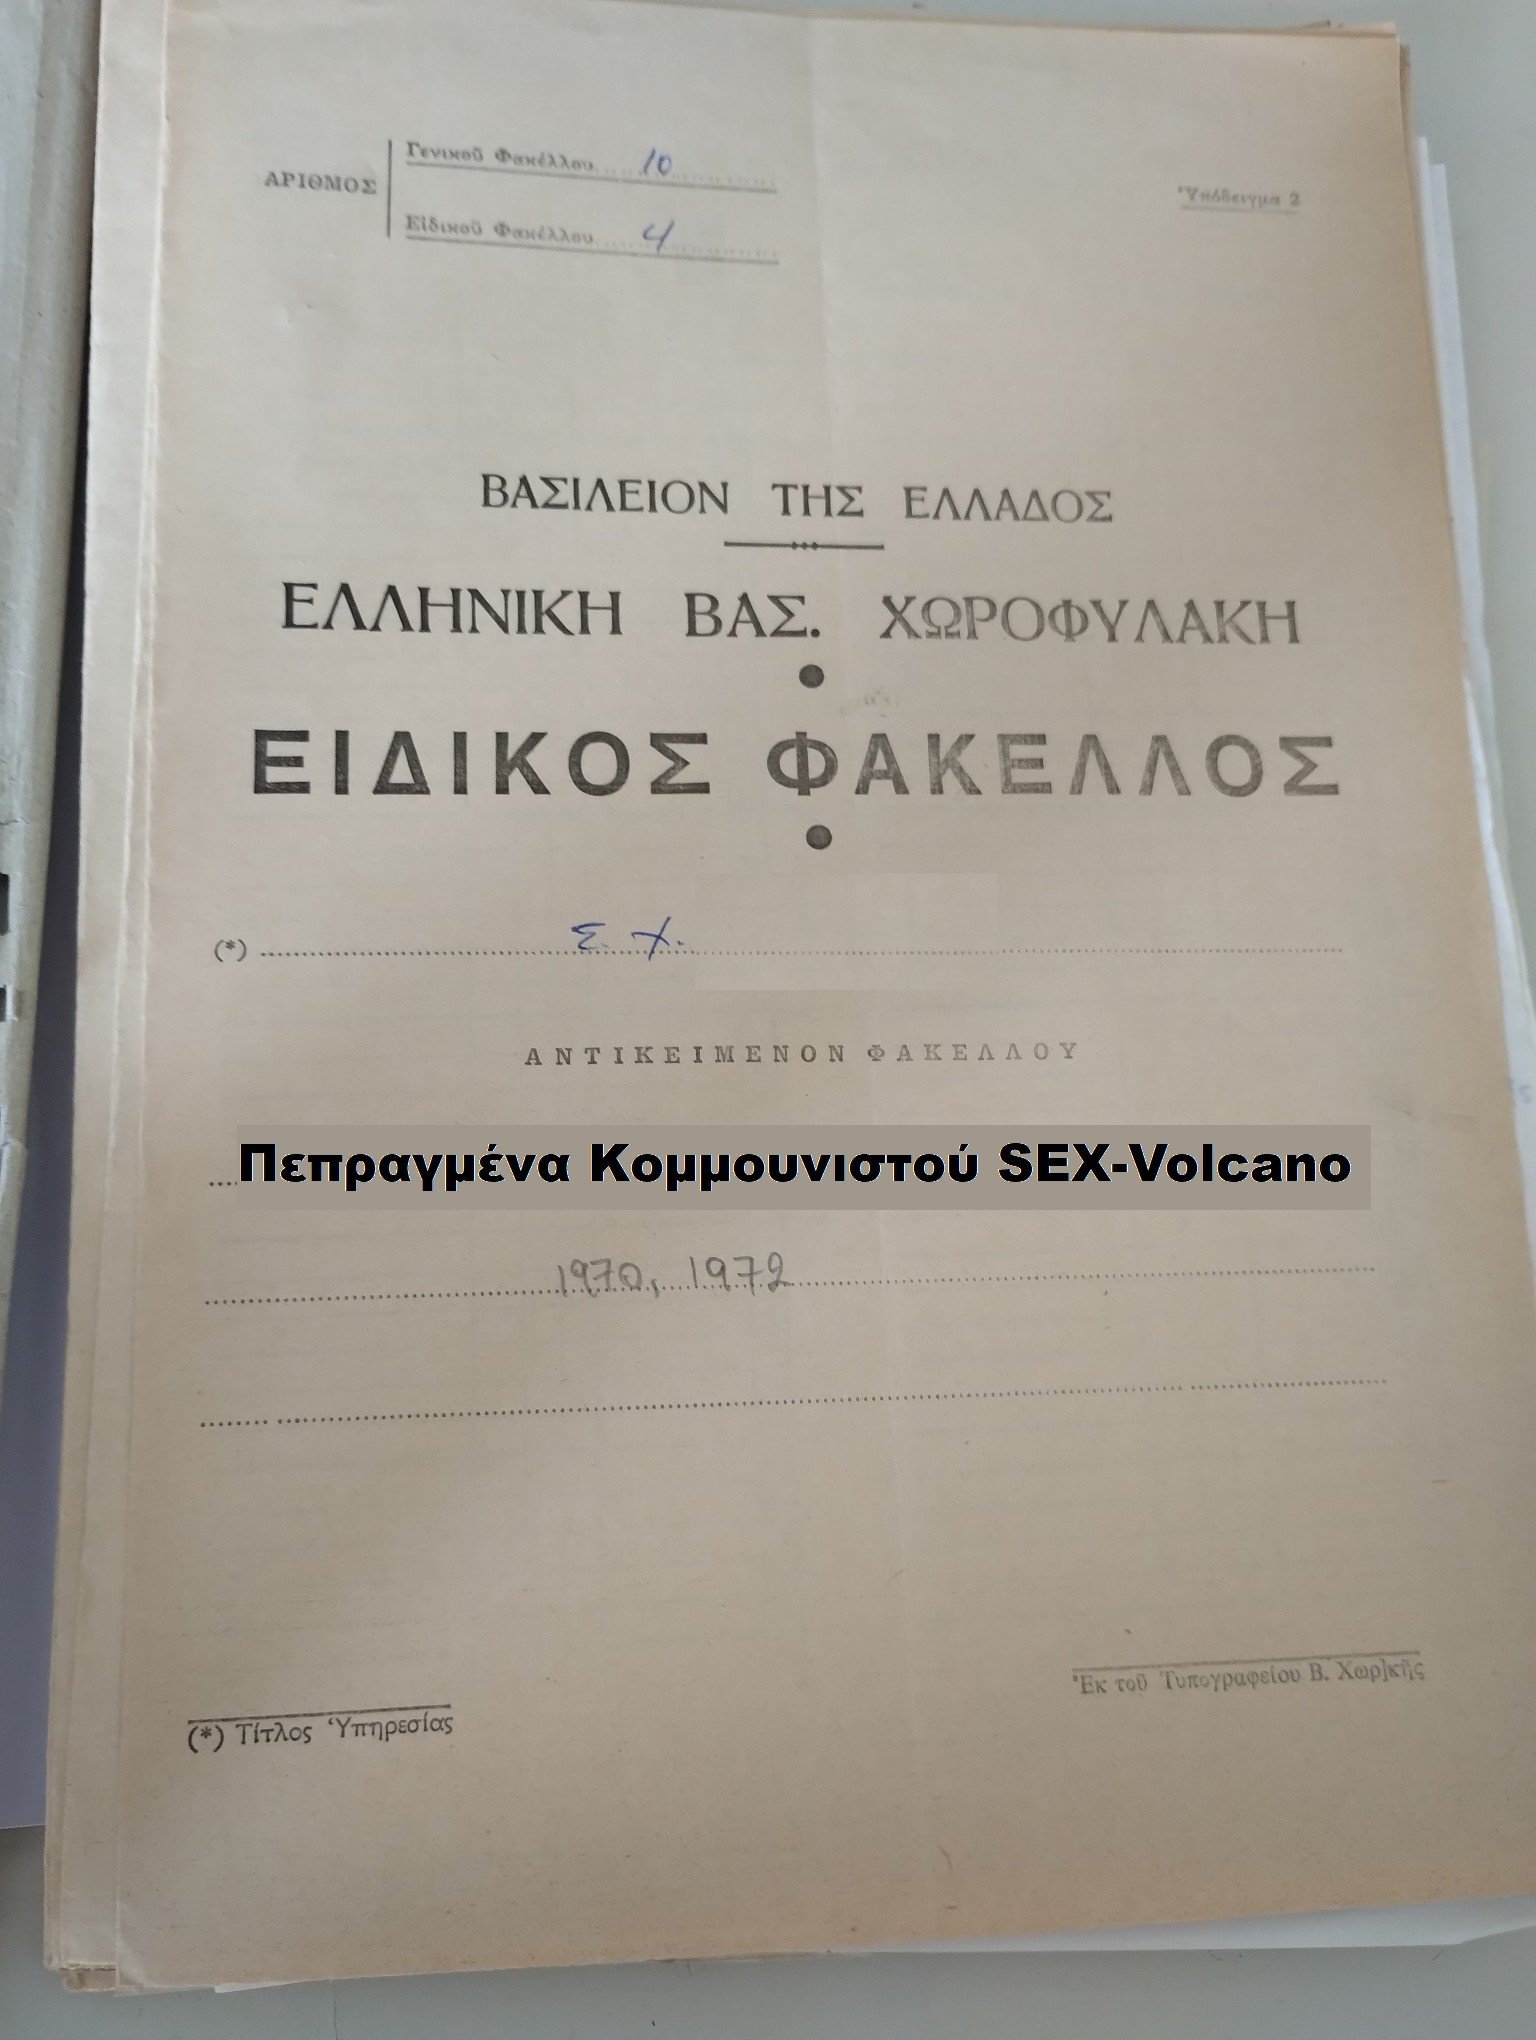 ΑΡΙΘΜΟΣ
Γενικοῦ Φακέλλου 10
Εἰδικοῦ Φακέλλου 4
Ὑπόδειγμα 2
ΒΑΣΙΛΕΙΟΝ ΤΗΣ ΕΛΛΑΔΟΣ
ΕΛΛΗΝΙΚΗ ΒΑΣ. ΧΩΡΟΦΥΛΑΚΗ
ΕΙΔΙΚΟΣ ΦΑΚΕΛΛΟΣ
(*) Σ. Χ.
ΑΝΤΙΚΕΙΜΕΝΟΝ ΦΑΚΕΛΛΟΥ
Πεπραγμένα Κομμουνιστού SEX-Volcano
1970, 1972
Ἐκ τοῦ Τυπογραφείου Β. Χωρ]κῆς
(*) Τίτλος Ὑπηρεσίας